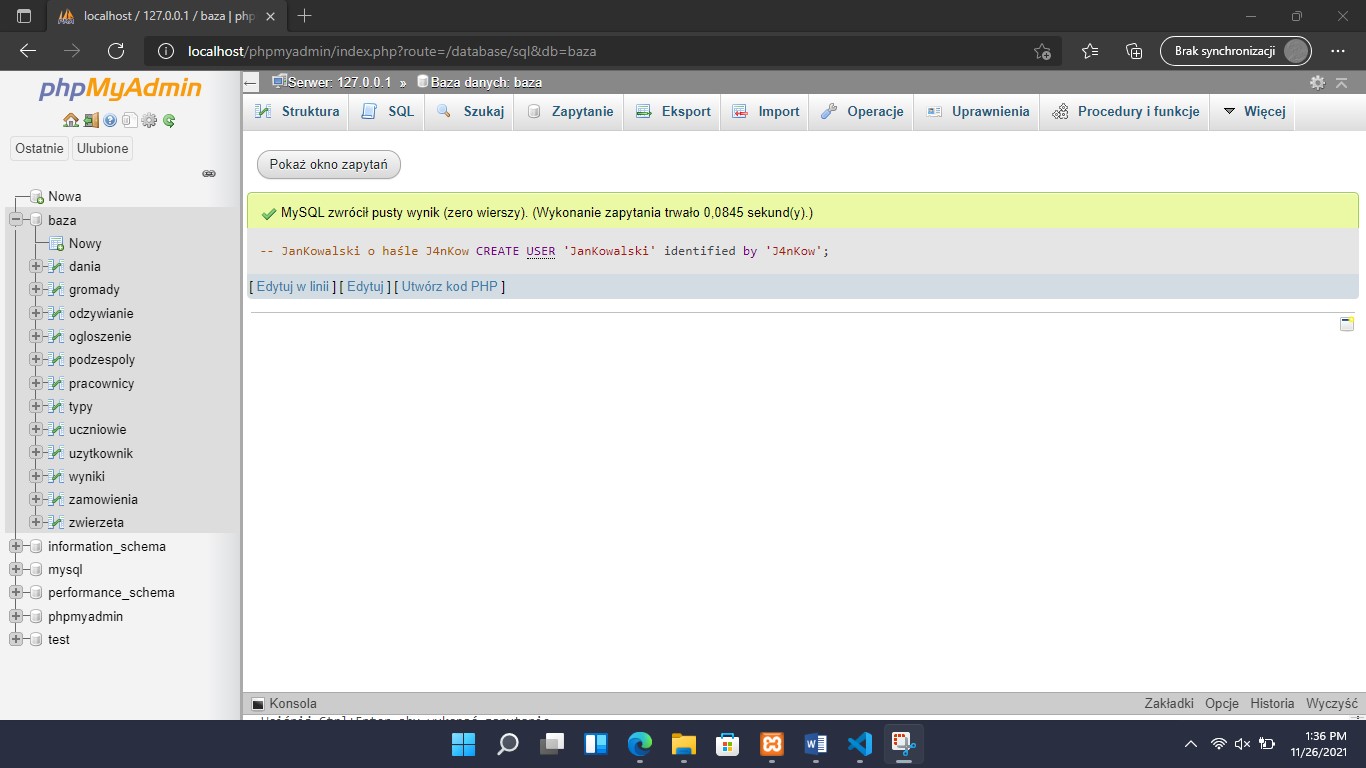 localhost / 127.0.0.1 / baza | php
localhost/phpmyadmin/index.php?route=/database/sql&db=baza
Brak synchronizacji
phpMyAdmin
Ostatnie
Ulubione
Nowa
baza
Nowy
dania
gromady
odzywianie
ogloszenie
podzespoly
pracownicy
typy
uczniowie
uzytkownik
wyniki
zamowienia
zwierzeta
information_schema
mysql
performance_schema
phpmyadmin
test
Serwer: 127.0.0.1 » Baza danych: baza
Struktura SQL Szukaj Zapytanie Eksport Import Operacje Uprawnienia Procedury i funkcje Więcej
Pokaż okno zapytań
MySQL zwrócił pusty wynik (zero wierszy). (Wykonanie zapytania trwało 0,0845 sekund(y).)
-- JanKowalski o haśle J4nKow CREATE USER 'JanKowalski' identified by 'J4nKow';
[ Edytuj w linii ] [ Edytuj ] [ Utwórz kod PHP ]
Konsola
Zakładki Opcje Historia Wyczyść
1:36 PM
11/26/2021